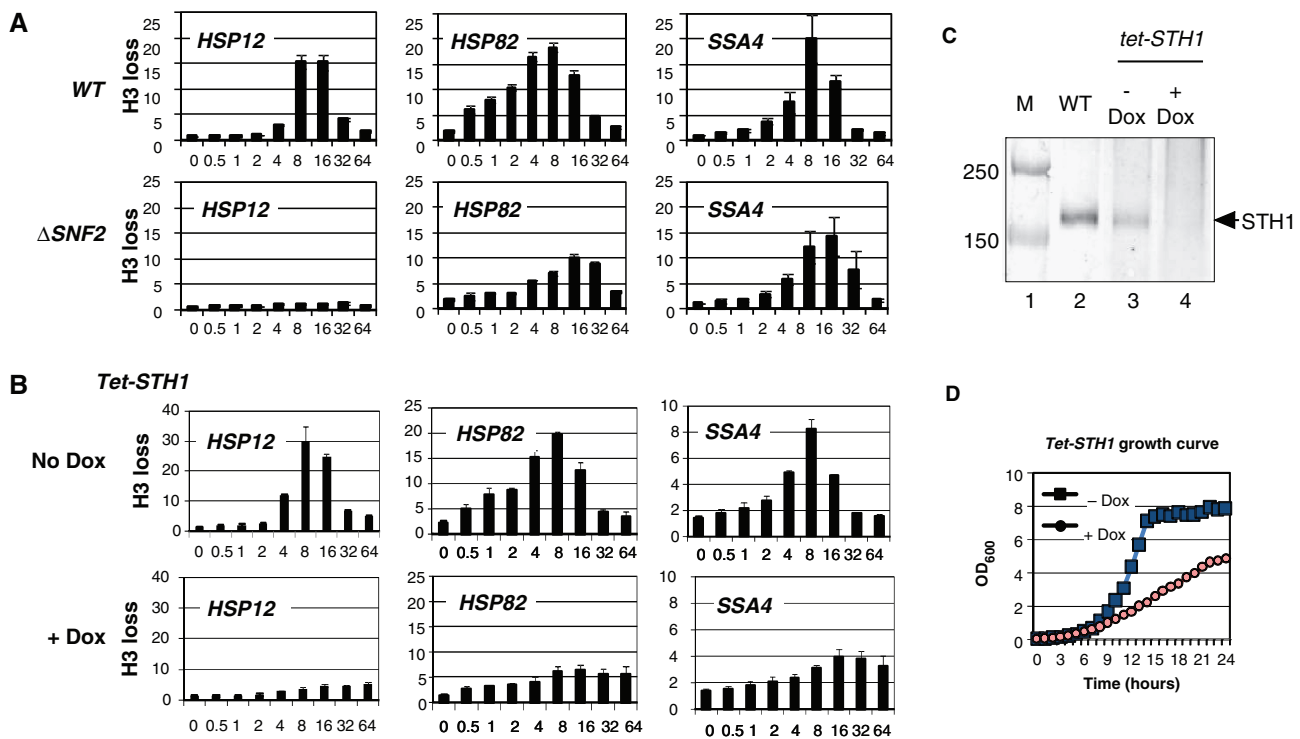 A
WT
H3 loss
25
20
15
10
5
0
HSP12
0 0.5 1 2 4 8 16 32 64
25
20
15
10
5
0
HSP82
0 0.5 1 2 4 8 16 32 64
25
20
15
10
5
0
SSA4
0 0.5 1 2 4 8 16 32 64
ΔSNF2
H3 loss
25
20
15
10
5
0
HSP12
0 0.5 1 2 4 8 16 32 64
25
20
15
10
5
0
HSP82
0 0.5 1 2 4 8 16 32 64
25
20
15
10
5
0
SSA4
0 0.5 1 2 4 8 16 32 64
B
Tet-STH1
No Dox
H3 loss
40
30
20
10
0
HSP12
0 0.5 1 2 4 8 16 32 64
25
20
15
10
5
0
HSP82
0 0.5 1 2 4 8 16 32 64
10
8
6
4
2
0
SSA4
0 0.5 1 2 4 8 16 32 64
+ Dox
H3 loss
40
30
20
10
0
HSP12
0 0.5 1 2 4 8 16 32 64
25
20
15
10
5
0
HSP82
0 0.5 1 2 4 8 16 32 64
10
8
6
4
2
0
SSA4
0 0.5 1 2 4 8 16 32 64
C
tet-STH1
M WT - Dox + Dox
250
150
STH1
1 2 3 4
D
Tet-STH1 growth curve
OD600
10
8
6
4
2
0
– Dox
+ Dox
0 3 6 9 12 15 18 21 24
Time (hours)